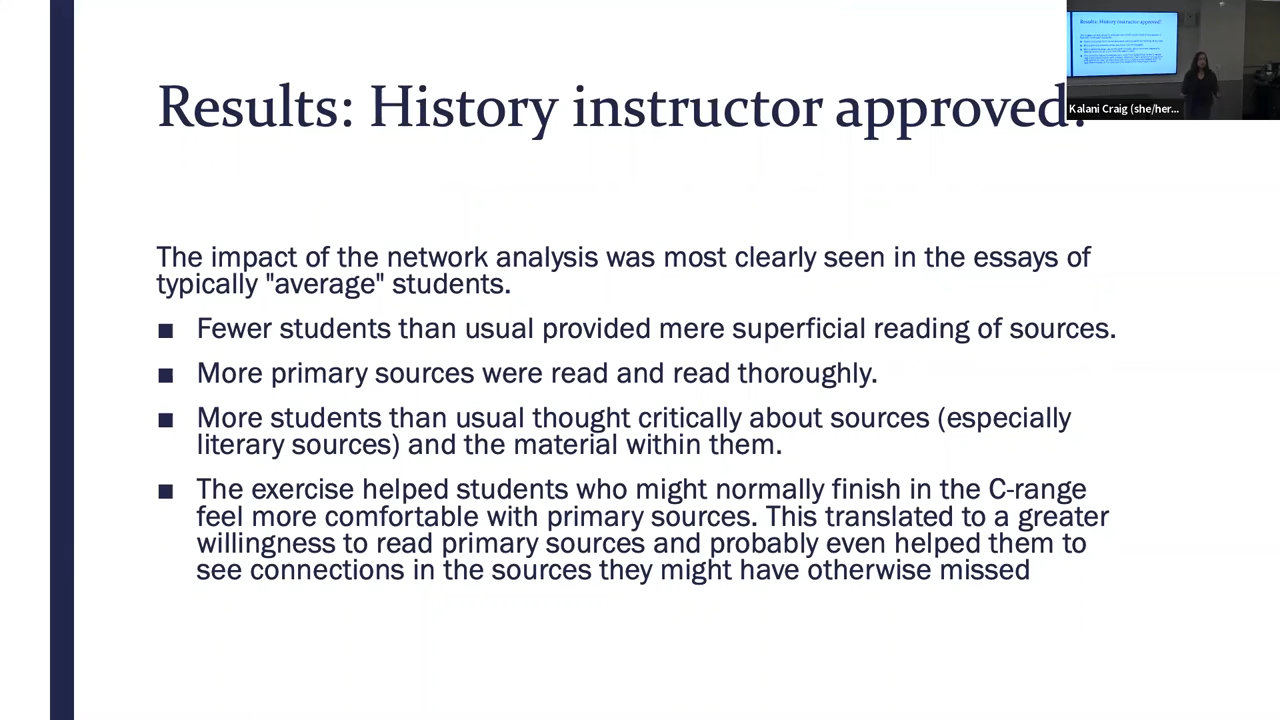 Results: History instructor approved!
Kalani Craig (she/her...
The impact of the network analysis was most clearly seen in the essays of
typically "average" students.
■ Fewer students than usual provided mere superficial reading of sources.
■ More primary sources were read and read thoroughly.
■ More students than usual thought critically about sources (especially
literary sources) and the material within them.
■ The exercise helped students who might normally finish in the C-range
feel more comfortable with primary sources. This translated to a greater
willingness to read primary sources and probably even helped them to
see connections in the sources they might have otherwise missed